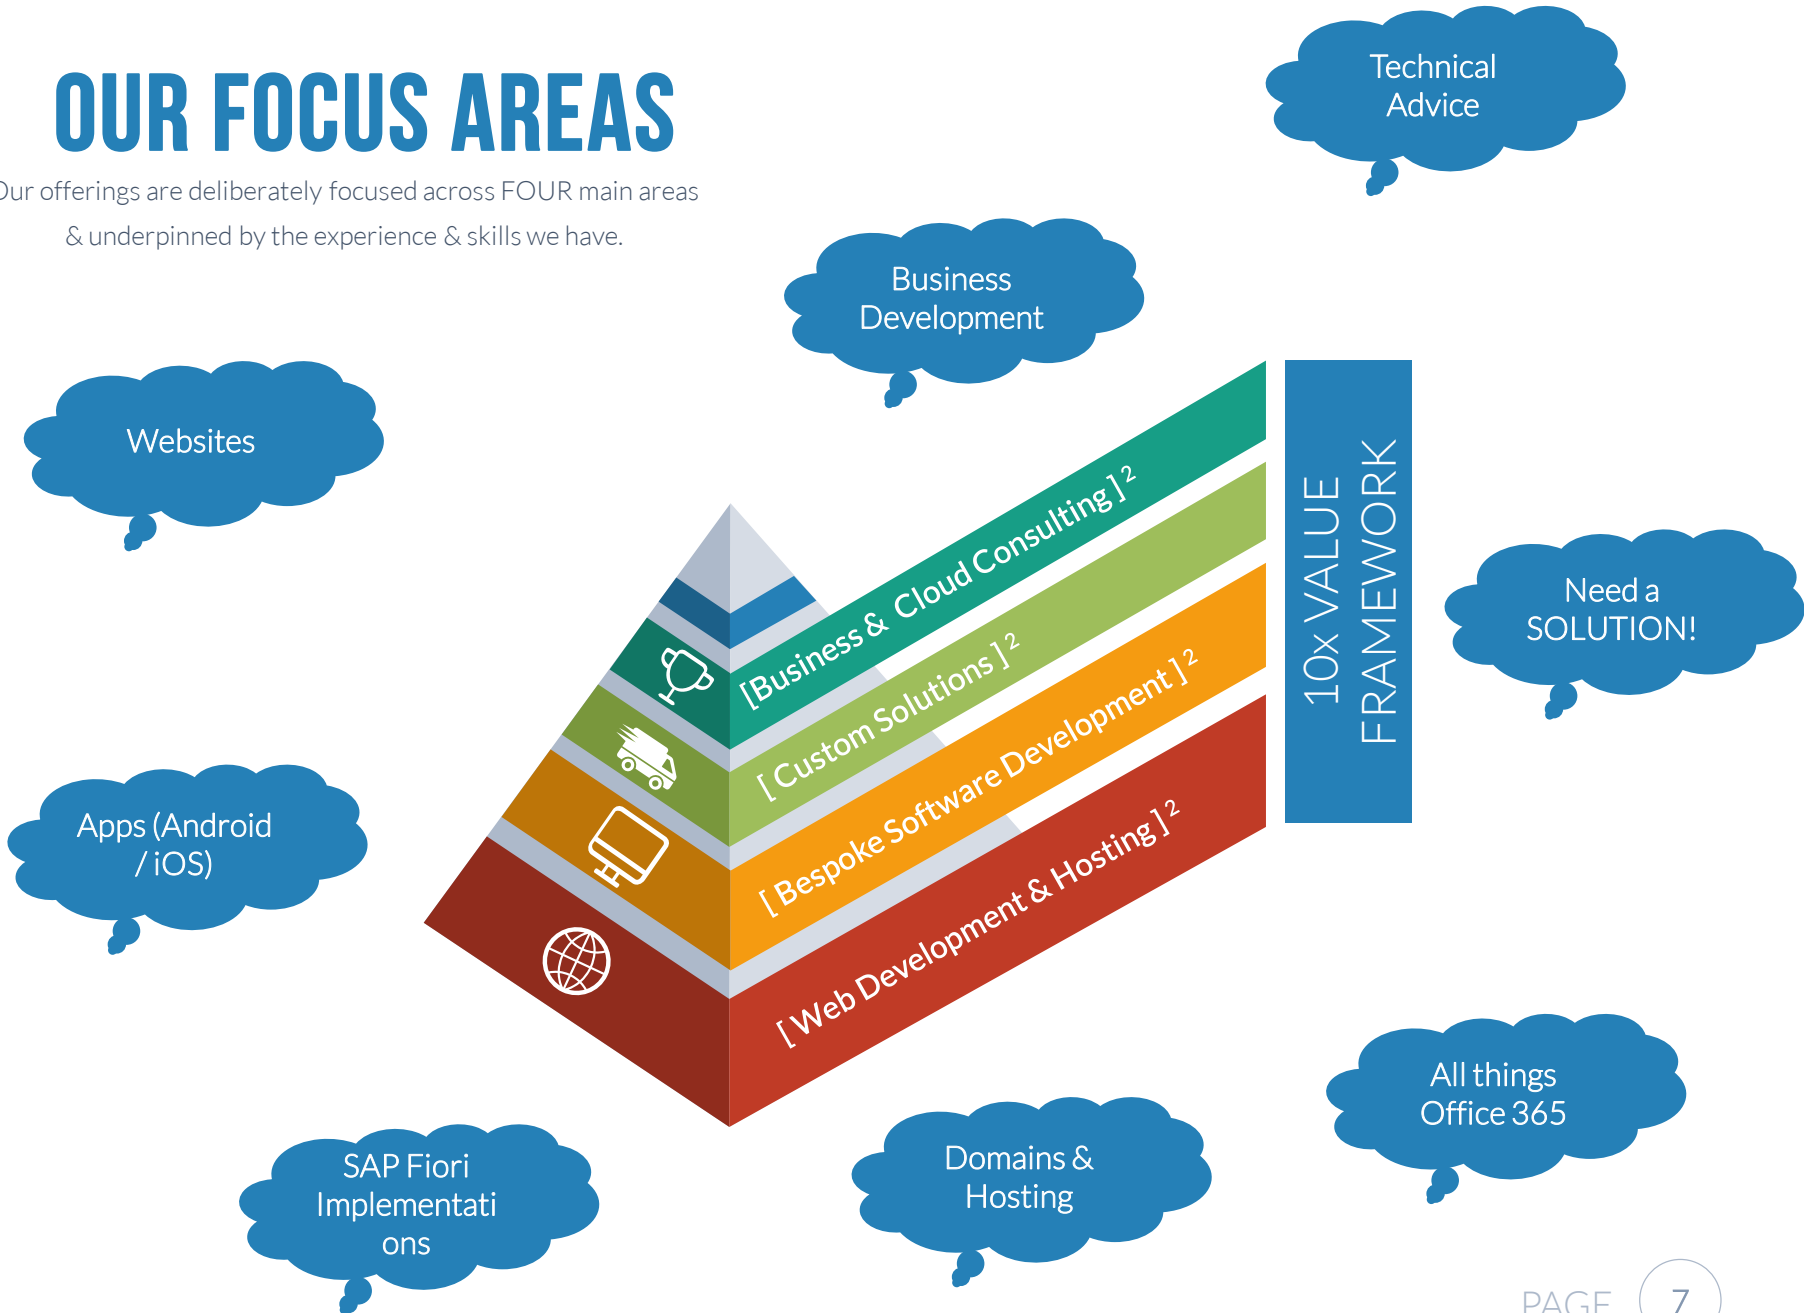 OUR FOCUS AREAS
Our offerings are deliberately focused across FOUR main areas
& underpinned by the experience & skills we have.
Technical
Advice
Business
Development
Websites
[Business & Cloud Consulting ] ²
[ Custom Solutions ] ²
[ Bespoke Software Development ] ²
[ Web Development & Hosting ] ²
10x VALUE
FRAMEWORK
Need a
SOLUTION!
Apps (Android
/ iOS)
All things
Office 365
Domains &
Hosting
SAP Fiori
Implementati
ons
PAGE 7